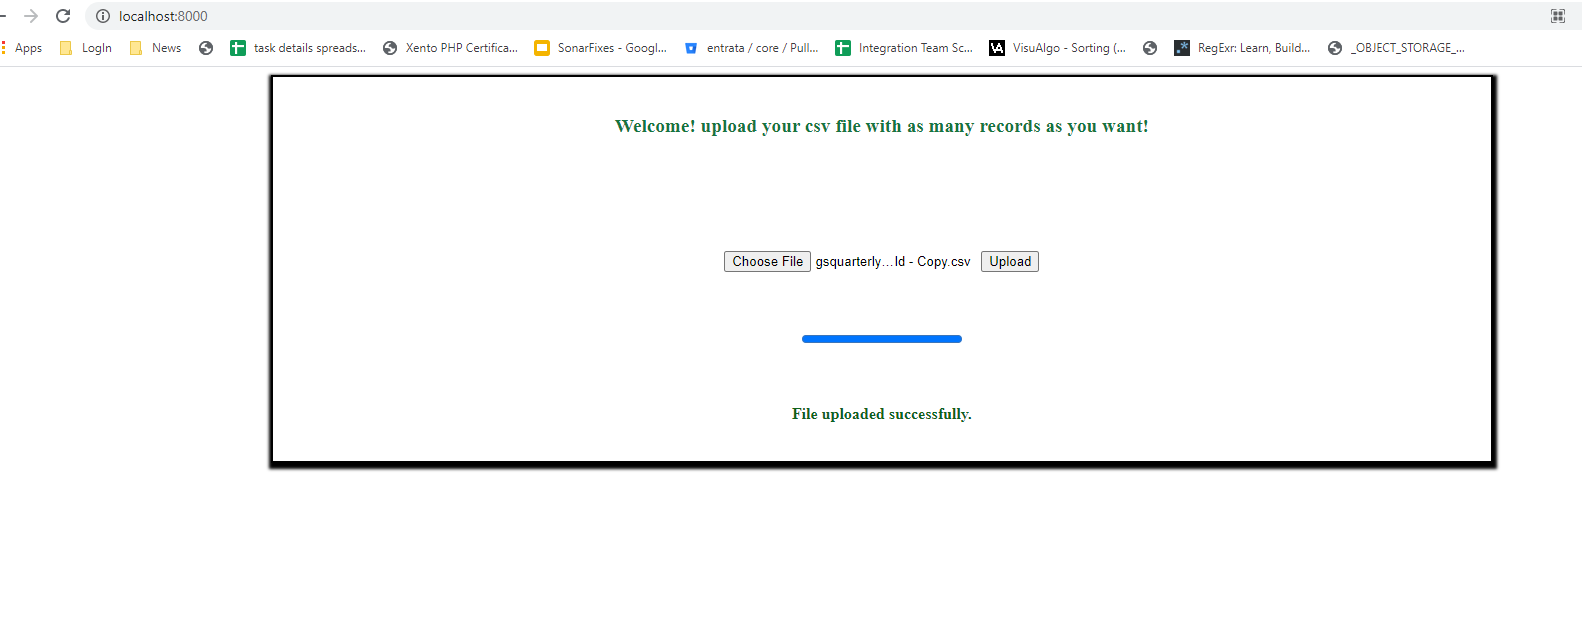 localhost:8000
Apps LogIn News task details spreads... Xento PHP Certifica... SonarFixes - Googl... entrata / core / Pull... Integration Team Sc... VA VisuAlgo - Sorting (... .* RegExr: Learn, Build... _OBJECT_STORAGE_...
Welcome! upload your csv file with as many records as you want!
Choose File gsquarterly...ld - Copy.csv Upload
File uploaded successfully.